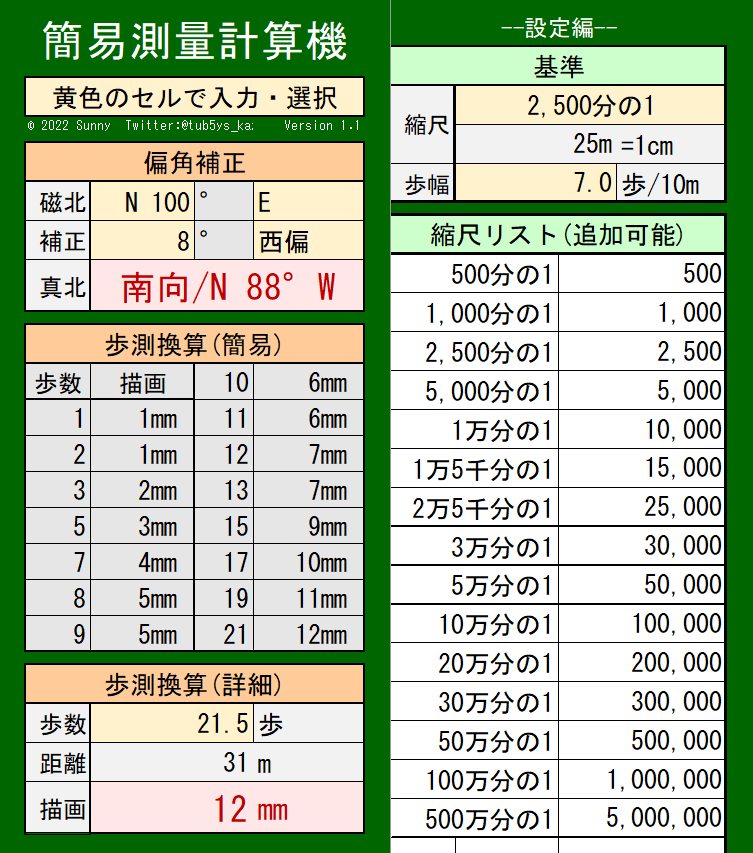 簡易測量計算機
黄色のセルで入力・選択
© 2022 Sunny Twitter:@tub5ys_ka Version 1.1
偏角補正
磁北 N 100 ° E
補正 8 ° 西偏
真北 南向/N 88° W
歩測換算(簡易)
歩数 描画 10 6mm
1 1mm 11 6mm
2 1mm 12 7mm
3 2mm 13 7mm
5 3mm 15 9mm
7 4mm 17 10mm
8 5mm 19 11mm
9 5mm 21 12mm
歩測換算(詳細)
歩数 21.5 歩
距離 31 m
描画 12 mm
--設定編--
基準
縮尺 2,500分の1
25m =1cm
歩幅 7.0 歩/10m
縮尺リスト(追加可能)
500分の1 500
1,000分の1 1,000
2,500分の1 2,500
5,000分の1 5,000
1万分の1 10,000
1万5千分の1 15,000
2万5千分の1 25,000
3万分の1 30,000
5万分の1 50,000
10万分の1 100,000
20万分の1 200,000
30万分の1 300,000
50万分の1 500,000
100万分の1 1,000,000
500万分の1 5,000,000